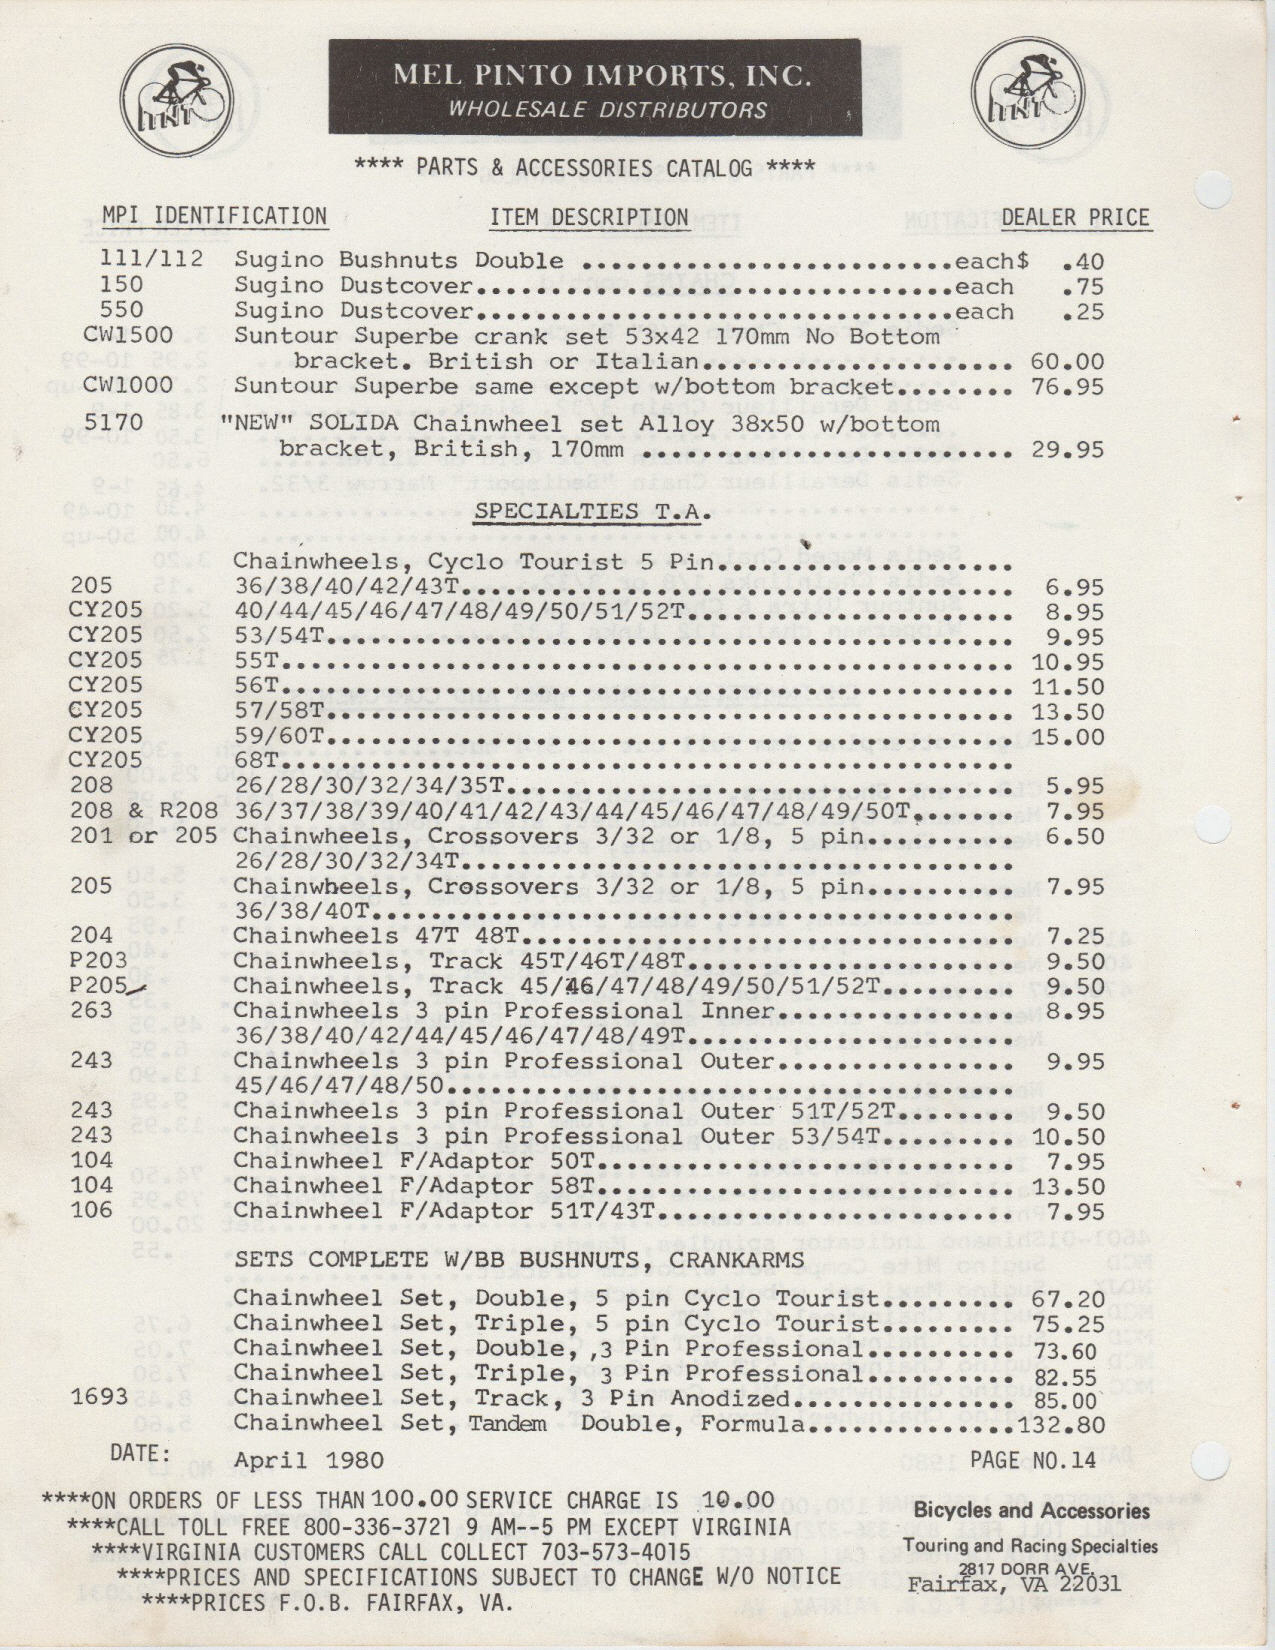 MEL PINTO IMPORTS, INC.
WHOLESALE DISTRIBUTORS
**** PARTS & ACCESSORIES CATALOG ****
MPI IDENTIFICATION ITEM DESCRIPTION DEALER PRICE
111/112 Sugino Bushnuts Double .........................each$ .40
150 Sugino Dustcover................................each .75
550 Sugino Dustcover................................each .25
CW1500 Suntour Superbe crank set 53x42 170mm No Bottom
bracket. British or Italian..................... 60.00
CW1000 Suntour Superbe same except w/bottom bracket........ 76.95
5170 "NEW" SOLIDA Chainwheel set Alloy 38x50 w/bottom
bracket, British, 170mm ......................... 29.95
SPECIALTIES T.A.
Chainwheels, Cyclo Tourist 5 Pin....................
205 36/38/40/42/43T..................................... 6.95
CY205 40/44/45/46/47/48/49/50/51/52T...................... 8.95
CY205 53/54T.............................................. 9.95
CY205 55T................................................. 10.95
CY205 56T................................................. 11.50
CY205 57/58T.............................................. 13.50
CY205 59/60T.............................................. 15.00
CY205 68T.................................................
208 26/28/30/32/34/35T.................................. 5.95
208 & R208 36/37/38/39/40/41/42/43/44/45/46/47/48/49/50T....... 7.95
201 or 205 Chainwheels, Crossovers 3/32 or 1/8, 5 pin.......... 6.50
26/28/30/32/34T.....................................
205 Chainwheels, Crossovers 3/32 or 1/8, 5 pin.......... 7.95
36/38/40T...........................................
204 Chainwheels 47T 48T................................. 7.25
P203 Chainwheels, Track 45T/46T/48T...................... 9.50
P205 Chainwheels, Track 45/46/47/48/49/50/51/52T......... 9.50
263 Chainwheels 3 pin Professional Inner................ 8.95
36/38/40/42/44/45/46/47/48/49T......................
243 Chainwheels 3 pin Professional Outer................ 9.95
45/46/47/48/50......................................
243 Chainwheels 3 pin Professional Outer 51T/52T........ 9.50
243 Chainwheels 3 pin Professional Outer 53/54T......... 10.50
104 Chainwheel F/Adaptor 50T............................ 7.95
104 Chainwheel F/Adaptor 58T............................ 13.50
106 Chainwheel F/Adaptor 51T/43T........................ 7.95
SETS COMPLETE W/BB BUSHNUTS, CRANKARMS
Chainwheel Set, Double, 5 pin Cyclo Tourist......... 67.20
Chainwheel Set, Triple, 5 pin Cyclo Tourist......... 75.25
Chainwheel Set, Double, ,3 Pin Professional.......... 73.60
Chainwheel Set, Triple, 3 Pin Professional.......... 82.55
1693 Chainwheel Set, Track, 3 Pin Anodized............... 85.00
Chainwheel Set, Tandem Double, Formula..............132.80
DATE: April 1980 PAGE NO.14
****ON ORDERS OF LESS THAN 100.00 SERVICE CHARGE IS 10.00
****CALL TOLL FREE 800-336-3721 9 AM--5 PM EXCEPT VIRGINIA
****VIRGINIA CUSTOMERS CALL COLLECT 703-573-4015
****PRICES AND SPECIFICATIONS SUBJECT TO CHANGE W/O NOTICE
****PRICES F.O.B. FAIRFAX, VA.
Bicycles and Accessories
Touring and Racing Specialties
2817 DORR AVE.
Fairfax, VA 22031